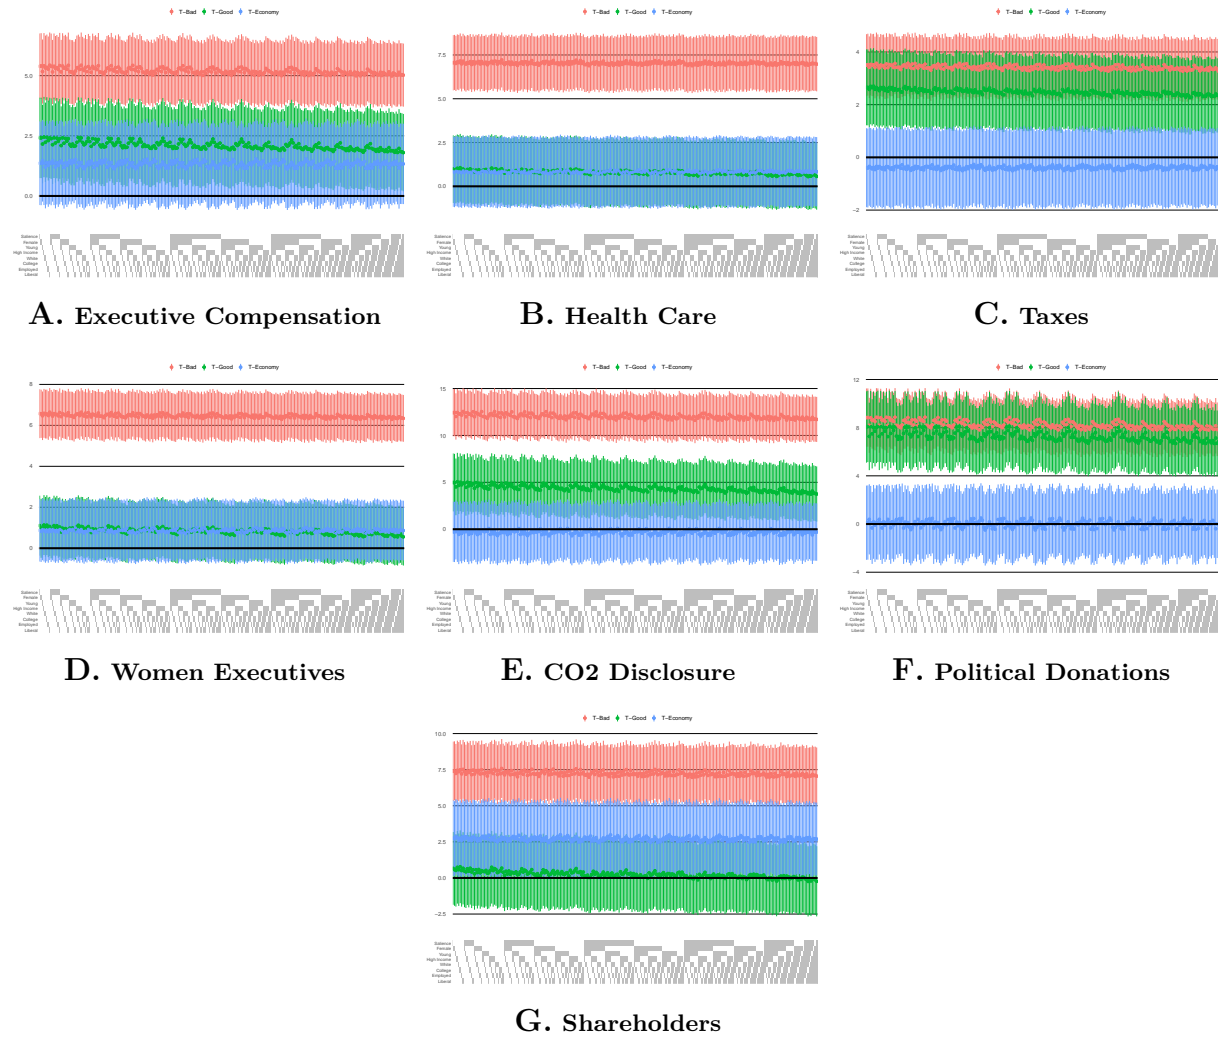 T-Bad T-Good T-Economy
5.0
2.5
0.0
Salience
Female
Young
High Income
White
College
Employed
Liberal
A. Executive Compensation
T-Bad T-Good T-Economy
7.5
5.0
2.5
0.0
Salience
Female
Young
High Income
White
College
Employed
Liberal
B. Health Care
T-Bad T-Good T-Economy
4
2
0
-2
Salience
Female
Young
High Income
White
College
Employed
Liberal
C. Taxes
T-Bad T-Good T-Economy
8
6
4
2
0
Salience
Female
Young
High Income
White
College
Employed
Liberal
D. Women Executives
T-Bad T-Good T-Economy
15
10
5
0
Salience
Female
Young
High Income
White
College
Employed
Liberal
E. CO2 Disclosure
T-Bad T-Good T-Economy
12
8
4
0
-4
Salience
Female
Young
High Income
White
College
Employed
Liberal
F. Political Donations
T-Bad T-Good T-Economy
10.0
7.5
5.0
2.5
0.0
-2.5
Salience
Female
Young
High Income
White
College
Employed
Liberal
G. Shareholders